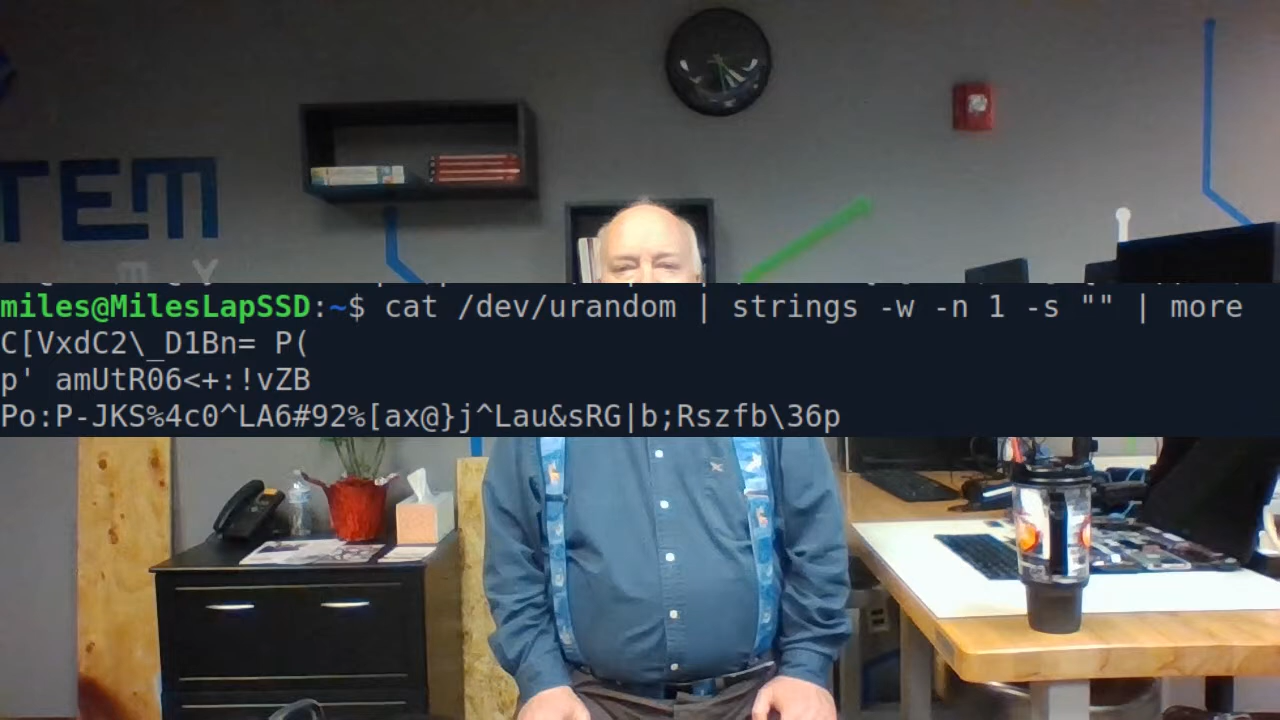 TEM
miles@MilesLapSSD:~$ cat /dev/urandom | strings -w -n 1 -s "" | more
C[VxdC2\_D1Bn= P(
p' amUtR06<+:!vZB
Po:P-JKS%4c0^LA6#92%[ax@}j^Lau&sRG|b;Rszfb\36p